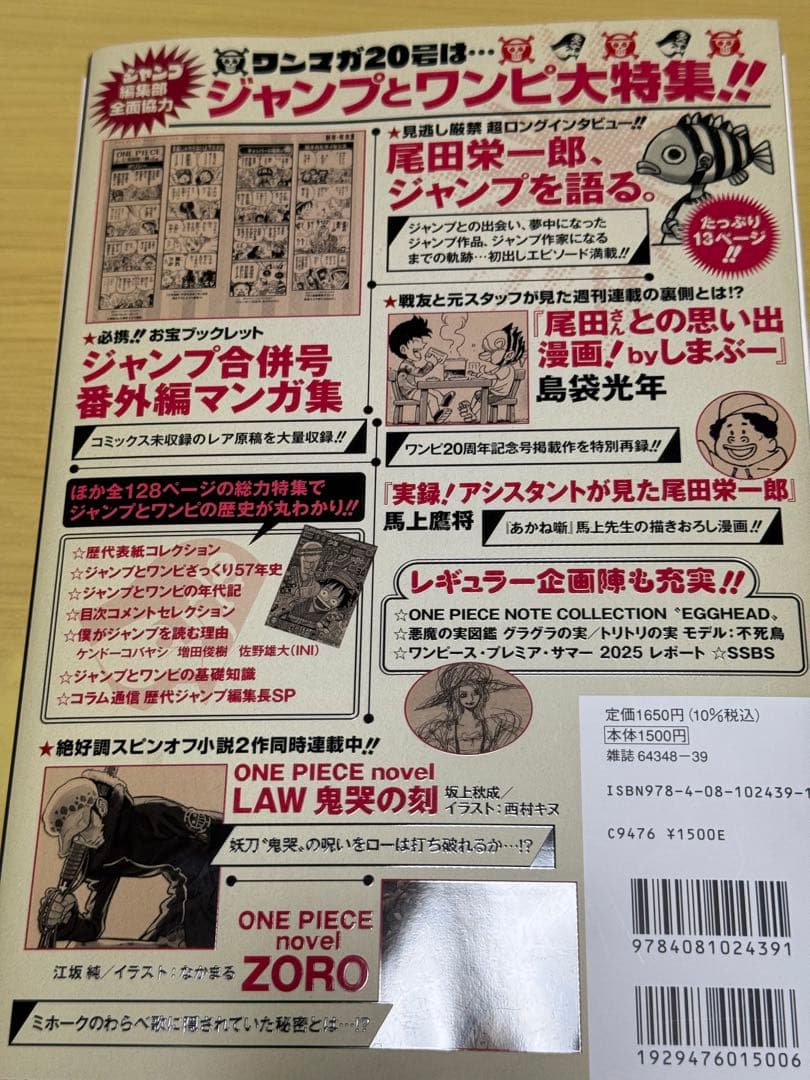 ジャンプ
編集部
全面協力
ワンマガ20号は…
ジャンプとワンピ大特集!!
ONE PIECE
★見逃し厳禁 超ロングインタビュー!!
尾田栄一郎、
ジャンプを語る。
ジャンプとの出会い、夢中になった
ジャンプ作品、ジャンプ作家になる
までの軌跡…初出しエピソード満載!!
たっぷり
13ページ
!!
★必携!! お宝ブックレット
ジャンプ合併号
番外編マンガ集
コミックス未収録のレア原稿を大量収録!!
★戦友と元スタッフが見た週刊連載の裏側とは!?
『尾田さんとの思い出
漫画!byしまぶー』
島袋光年
ワンピ20周年記念号掲載作を特別再録!!
『実録!アシスタントが見た尾田栄一郎』
馬上鷹将
『あかね噺』馬上先生の描きおろし漫画!!
ほか全128ページの総力特集で
ジャンプとワンピの歴史が丸わかり!!
☆歴代表紙コレクション
☆ジャンプとワンピざっくり57年史
☆ジャンプとワンピの年代記
☆目次コメントセレクション
☆僕がジャンプを読む理由
ケンドーコバヤシ 増田俊樹 佐野雄大(INI)
☆ジャンプとワンピの基礎知識
☆コラム通信 歴代ジャンプ編集長SP
レギュラー企画陣も充実!!
☆ONE PIECE NOTE COLLECTION〝EGGHEAD〟
☆悪魔の実図鑑 グラグラの実/トリトリの実 モデル:不死鳥
☆ワンピース・プレミア・サマー 2025 レポート ☆SSBS
★絶好調スピンオフ小説2作同時連載中!!
ONE PIECE novel
LAW 鬼哭の刻
坂上秋成/
イラスト:西村キヌ
妖刀〝鬼哭〟の呪いをローは打ち破れるか…!?
ONE PIECE
novel
ZORO
江坂 純/イラスト:なかまる
ミホークのわらべ歌に隠されていた秘密とは…!?
定価1650円(10%税込)
本体1500円
雑誌 64348-39
ISBN978-4-08-102439-1
C9476 ¥1500E
9784081024391
1929476015006